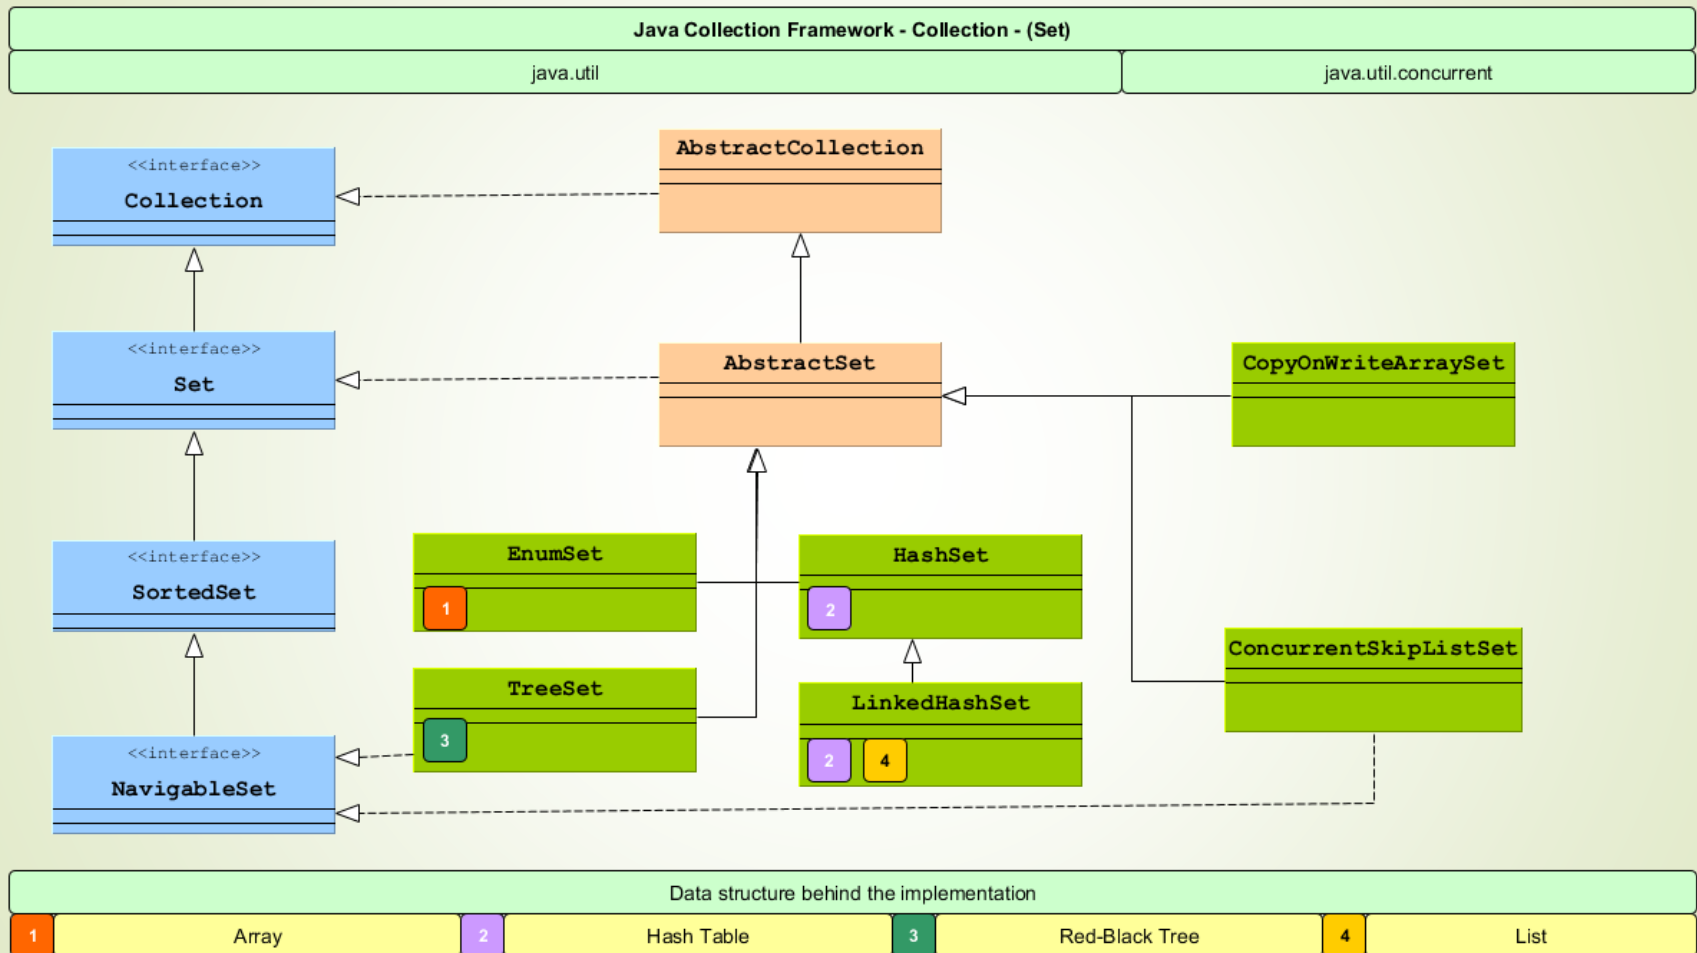 Java Collection Framework - Collection - (Set)
java.util
java.util.concurrent
<<interface>>
Collection
AbstractCollection
<<interface>>
Set
AbstractSet
CopyOnWriteArraySet
<<interface>>
SortedSet
EnumSet
1
HashSet
2
TreeSet
3
LinkedHashSet
2
4
ConcurrentSkipListSet
<<interface>>
NavigableSet
Data structure behind the implementation
1
Array
2
Hash Table
3
Red-Black Tree
4
List